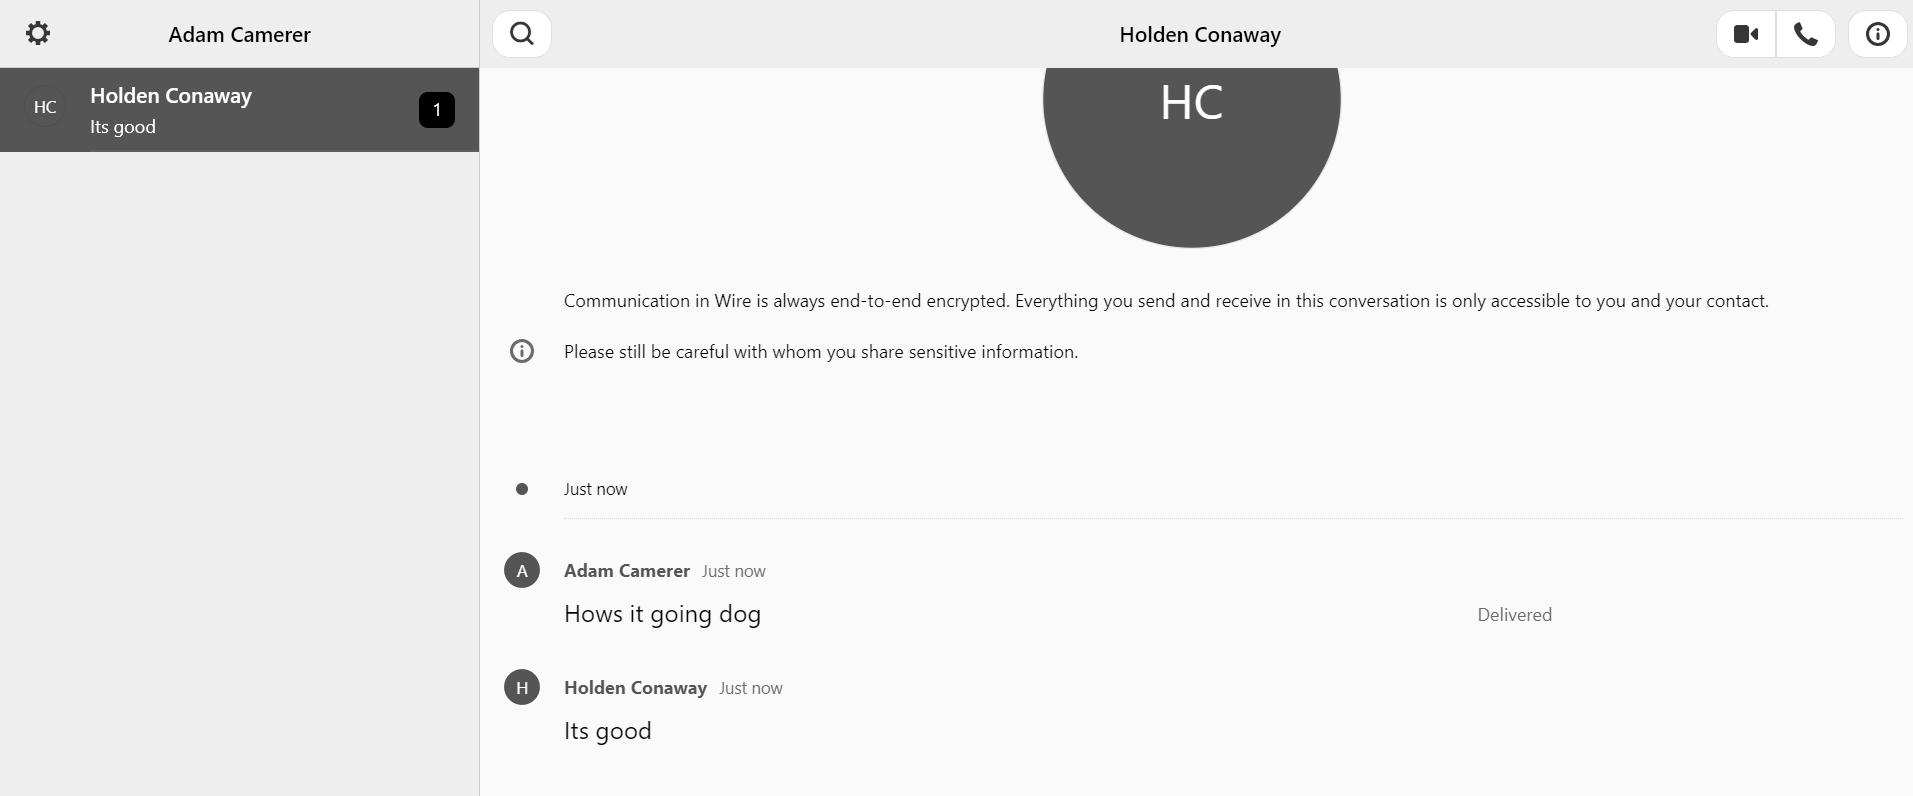 Adam Camerer
Holden Conaway
HC
Holden Conaway
Its good
1
HC
Communication in Wire is always end-to-end encrypted. Everything you send and receive in this conversation is only accessible to you and your contact.
Please still be careful with whom you share sensitive information.
Just now
A
Adam Camerer Just now
Hows it going dog
Delivered
H
Holden Conaway Just now
Its good